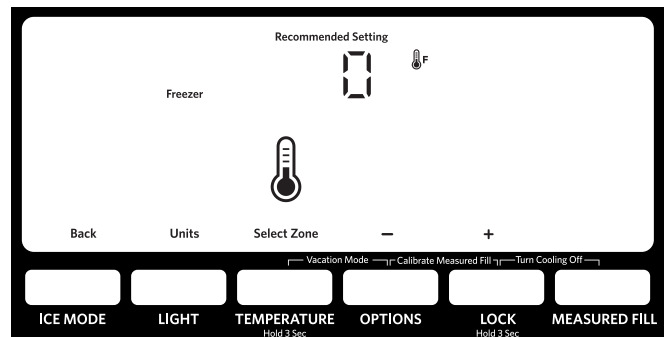 Recommended Setting
0 F
Freezer
Back Units Select Zone − +
Vacation Mode Calibrate Measured Fill Turn Cooling Off
ICE MODE LIGHT TEMPERATURE OPTIONS LOCK MEASURED FILL
Hold 3 Sec Hold 3 Sec